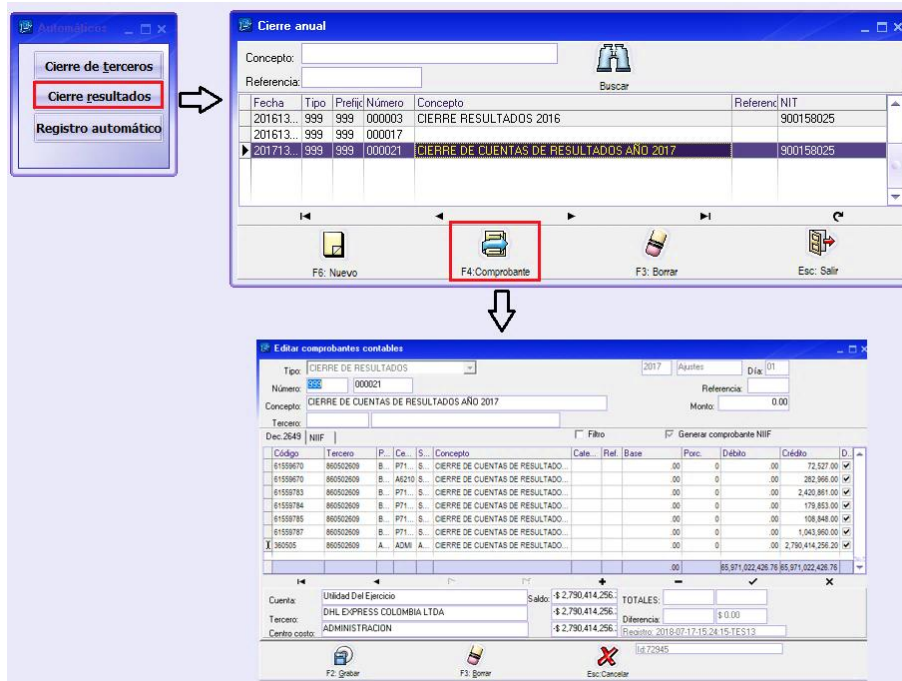 Automáticos
Cierre de terceros
Cierre resultados
Registro automático
Cierre anual
Concepto:
Referencia:
Buscar
Fecha Tipo Prefijo Número Concepto Referenc NIT
201613... 999 999 000003 CIERRE RESULTADOS 2016 900158025
201613... 999 999 000017
201713... 999 999 000021 CIERRE DE CUENTAS DE RESULTADOS AÑO 2017 900158025
F6: Nuevo F4:Comprobante F3: Borrar Esc: Salir
Editar comprobantes contables
Tipo: CIERRE DE RESULTADOS 2017 Ajustes Día: 01
Número: 999 000021 Referencia:
Concepto: CIERRE DE CUENTAS DE RESULTADOS AÑO 2017 Monto: 0.00
Tercero:
Dec.2649 NIIF Filtro Generar comprobante NIIF
Código Tercero P... Ce... S... Concepto Cate... Ref. Base Porc. Débito Crédito D..
61559670 860502609 B... P71... S... CIERRE DE CUENTAS DE RESULTADO... .00 0 .00 72,527.00
61559670 860502609 B... A6210 S... CIERRE DE CUENTAS DE RESULTADO... .00 0 .00 282,966.00
61559783 860502609 B... P71... S... CIERRE DE CUENTAS DE RESULTADO... .00 0 .00 2,420,861.00
61559784 860502609 B... P71... S... CIERRE DE CUENTAS DE RESULTADO... .00 0 .00 179,853.00
61559785 860502609 B... P71... S... CIERRE DE CUENTAS DE RESULTADO... .00 0 .00 108,848.00
61559787 860502609 B... P71... S... CIERRE DE CUENTAS DE RESULTADO... .00 0 .00 1,043,960.00
360505 860502609 A... ADMI A... CIERRE DE CUENTAS DE RESULTADO... .00 0 .00 2,790,414,256.20
.00 65,971,022,426.76 65,971,022,426.76
Cuenta: Utilidad Del Ejercicio Saldo: -$ 2,790,414,256.: TOTALES:
Tercero: DHL EXPRESS COLOMBIA LTDA -$ 2,790,414,256.: Diferencia: $ 0.00
Centro costo: ADMINISTRACION -$ 2,790,414,256.: Registro: 2018-07-17-15:24:15-TES13
Id:72945
F2: Grabar F3: Borrar Esc:Cancelar